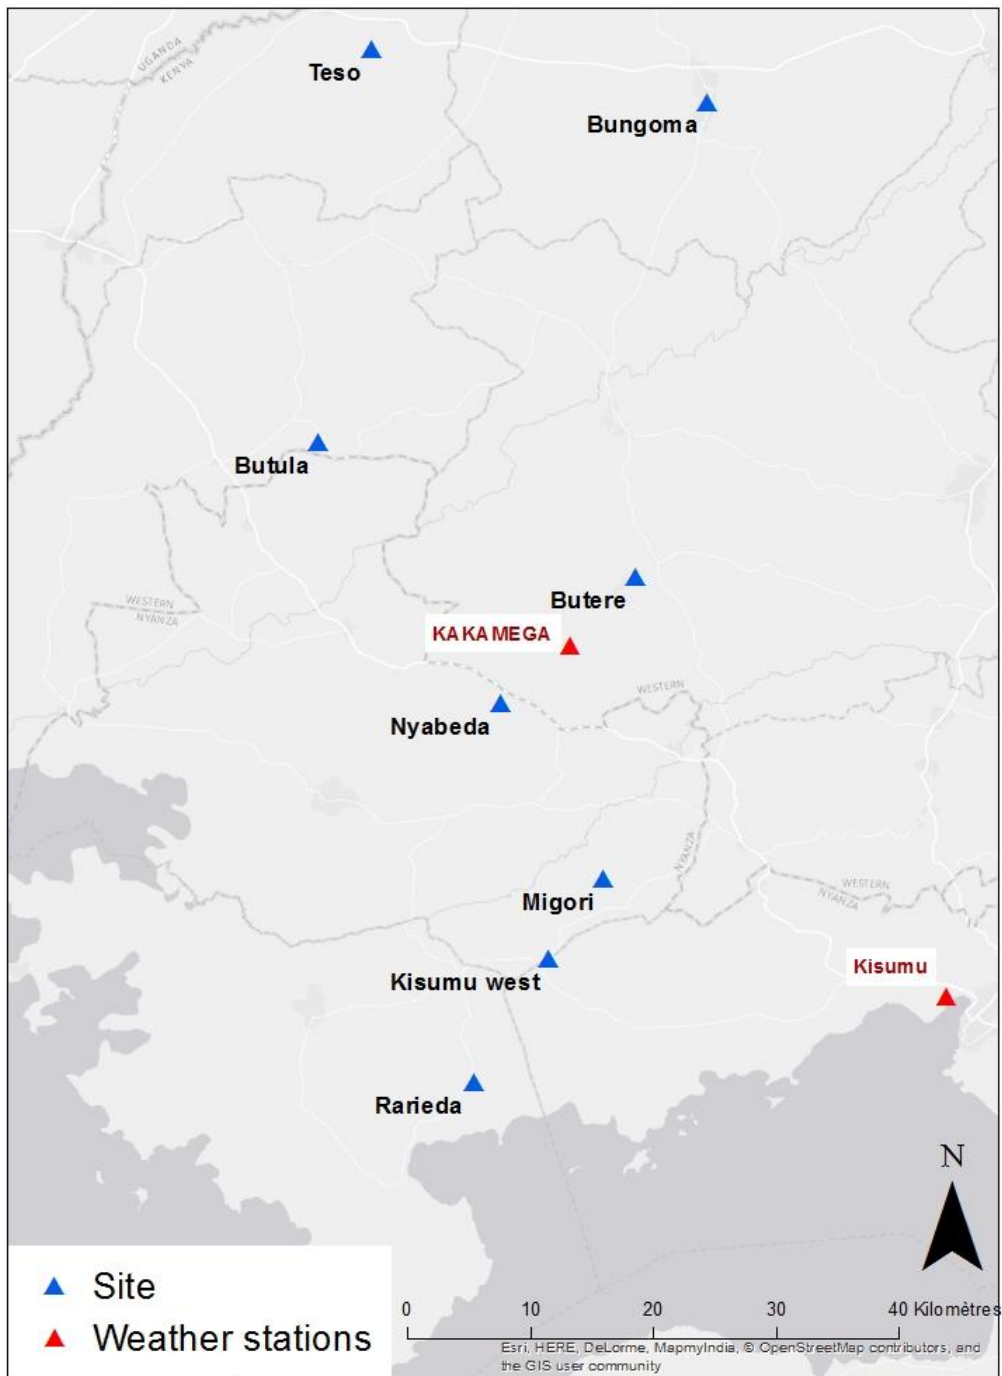 UGANDA
KENYA
Teso
Bungoma
Butula
Butere
WESTERN
NYANZA
KAKAMEGA
WESTERN
Nyabeda
NYANZA
Migori
WESTERN
NYANZA
Kisumu west
Kisumu
Rarieda
N
Site
Weather stations
0 10 20 30 40 Kilomètres
Esri, HERE, DeLorme, MapmyIndia, © OpenStreetMap contributors, and
the GIS user community